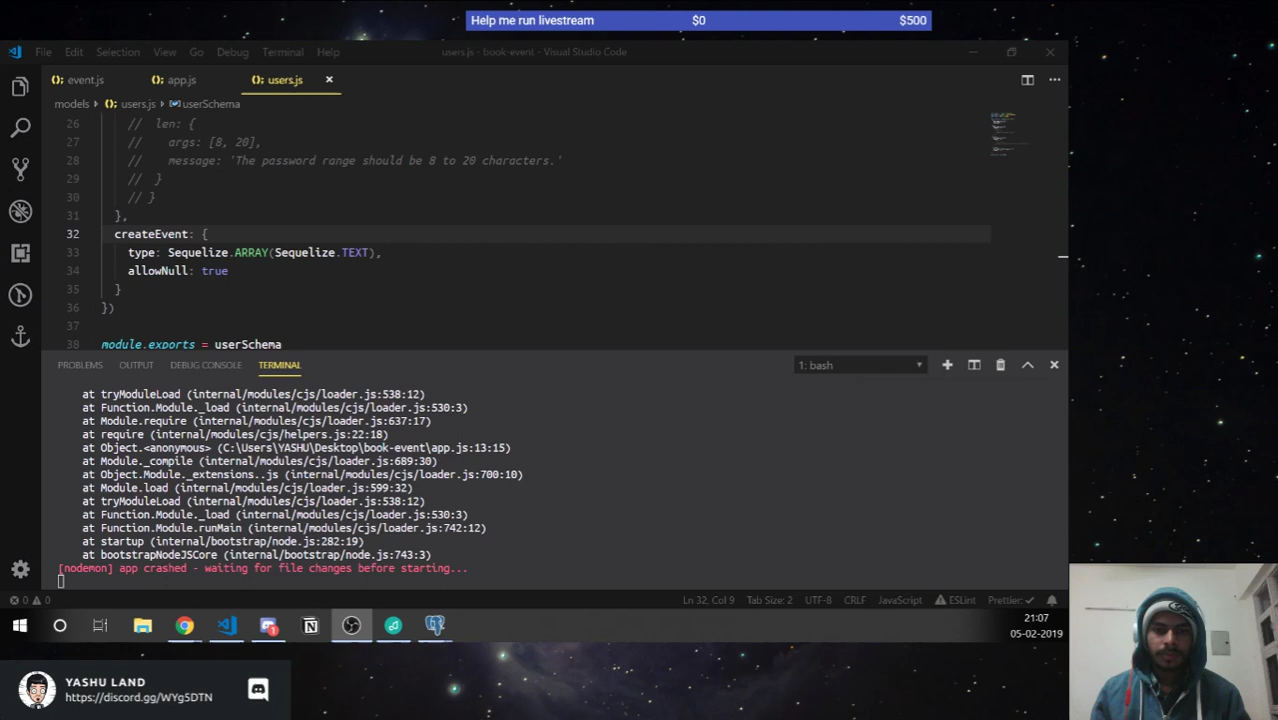 Help me run livestream $0 $500
File Edit Selection View Go Debug Terminal Help users.js - book-event - Visual Studio Code
event.js app.js users.js
models users.js userSchema
26 // len: {
27 // args: [8, 20],
28 // message: 'The password range should be 8 to 20 characters.'
29 // }
30 // }
31 },
32 createEvent: {
33 type: Sequelize.ARRAY(Sequelize.TEXT),
34 allowNull: true
35 }
36 })
37
38 module.exports = userSchema
PROBLEMS OUTPUT DEBUG CONSOLE TERMINAL 1: bash
at tryModuleLoad (internal/modules/cjs/loader.js:538:12)
at Function.Module._load (internal/modules/cjs/loader.js:530:3)
at Module.require (internal/modules/cjs/loader.js:637:17)
at require (internal/modules/cjs/helpers.js:22:18)
at Object.<anonymous> (C:\Users\YASHU\Desktop\book-event\app.js:13:15)
at Module._compile (internal/modules/cjs/loader.js:689:30)
at Object.Module._extensions..js (internal/modules/cjs/loader.js:700:10)
at Module.load (internal/modules/cjs/loader.js:599:32)
at tryModuleLoad (internal/modules/cjs/loader.js:538:12)
at Function.Module._load (internal/modules/cjs/loader.js:530:3)
at Function.Module.runMain (internal/modules/cjs/loader.js:742:12)
at startup (internal/bootstrap/node.js:282:19)
at bootstrapNodeJSCore (internal/bootstrap/node.js:743:3)
[nodemon] app crashed - waiting for file changes before starting...
0 0 Ln 32, Col 9 Tab Size: 2 UTF-8 CRLF JavaScript ESLint Prettier: ✓
21:07
05-02-2019
YASHU LAND
https://discord.gg/WYg5DTN